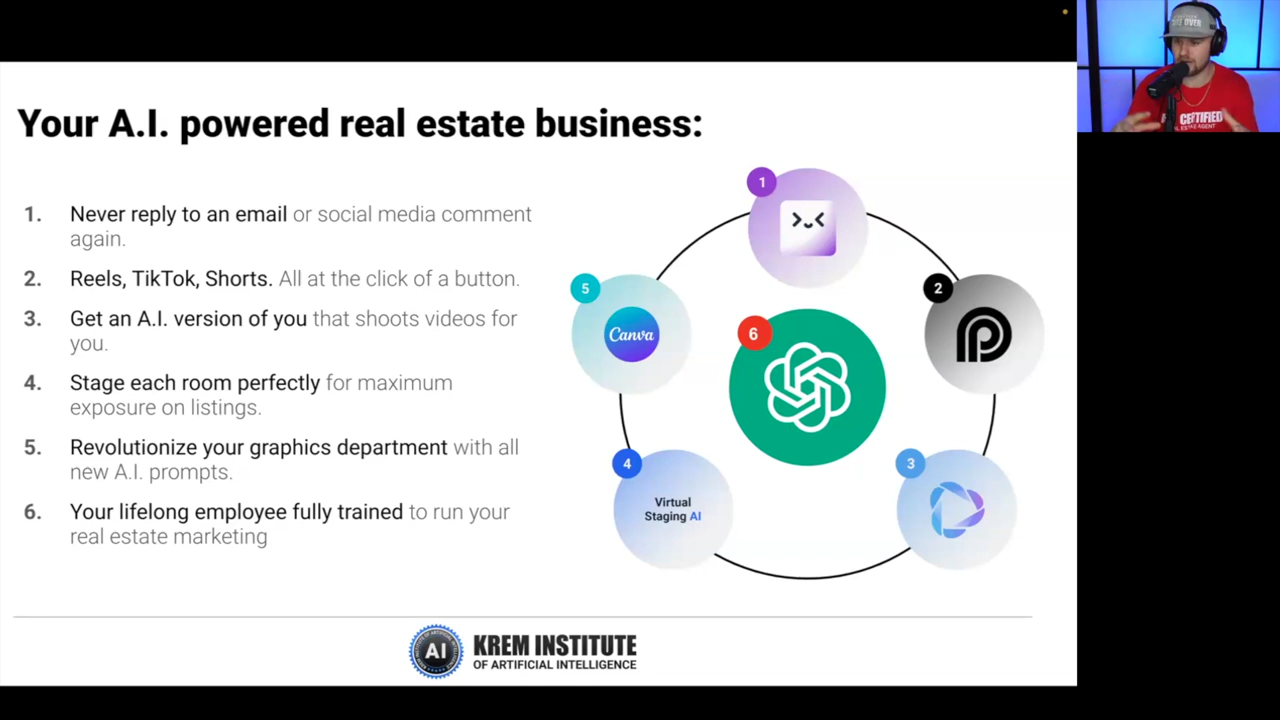 Your A.I. powered real estate business:
1. Never reply to an email or social media comment
again.
2. Reels, TikTok, Shorts. All at the click of a button.
3. Get an A.I. version of you that shoots videos for
you.
4. Stage each room perfectly for maximum
exposure on listings.
5. Revolutionize your graphics department with all
new A.I. prompts.
6. Your lifelong employee fully trained to run your
real estate marketing
1
2
3
4
Virtual
Staging AI
5
Canva
6
AI
KREM INSTITUTE
OF ARTIFICIAL INTELLIGENCE
OVER
CERTIFIED
ESTATE AGENT